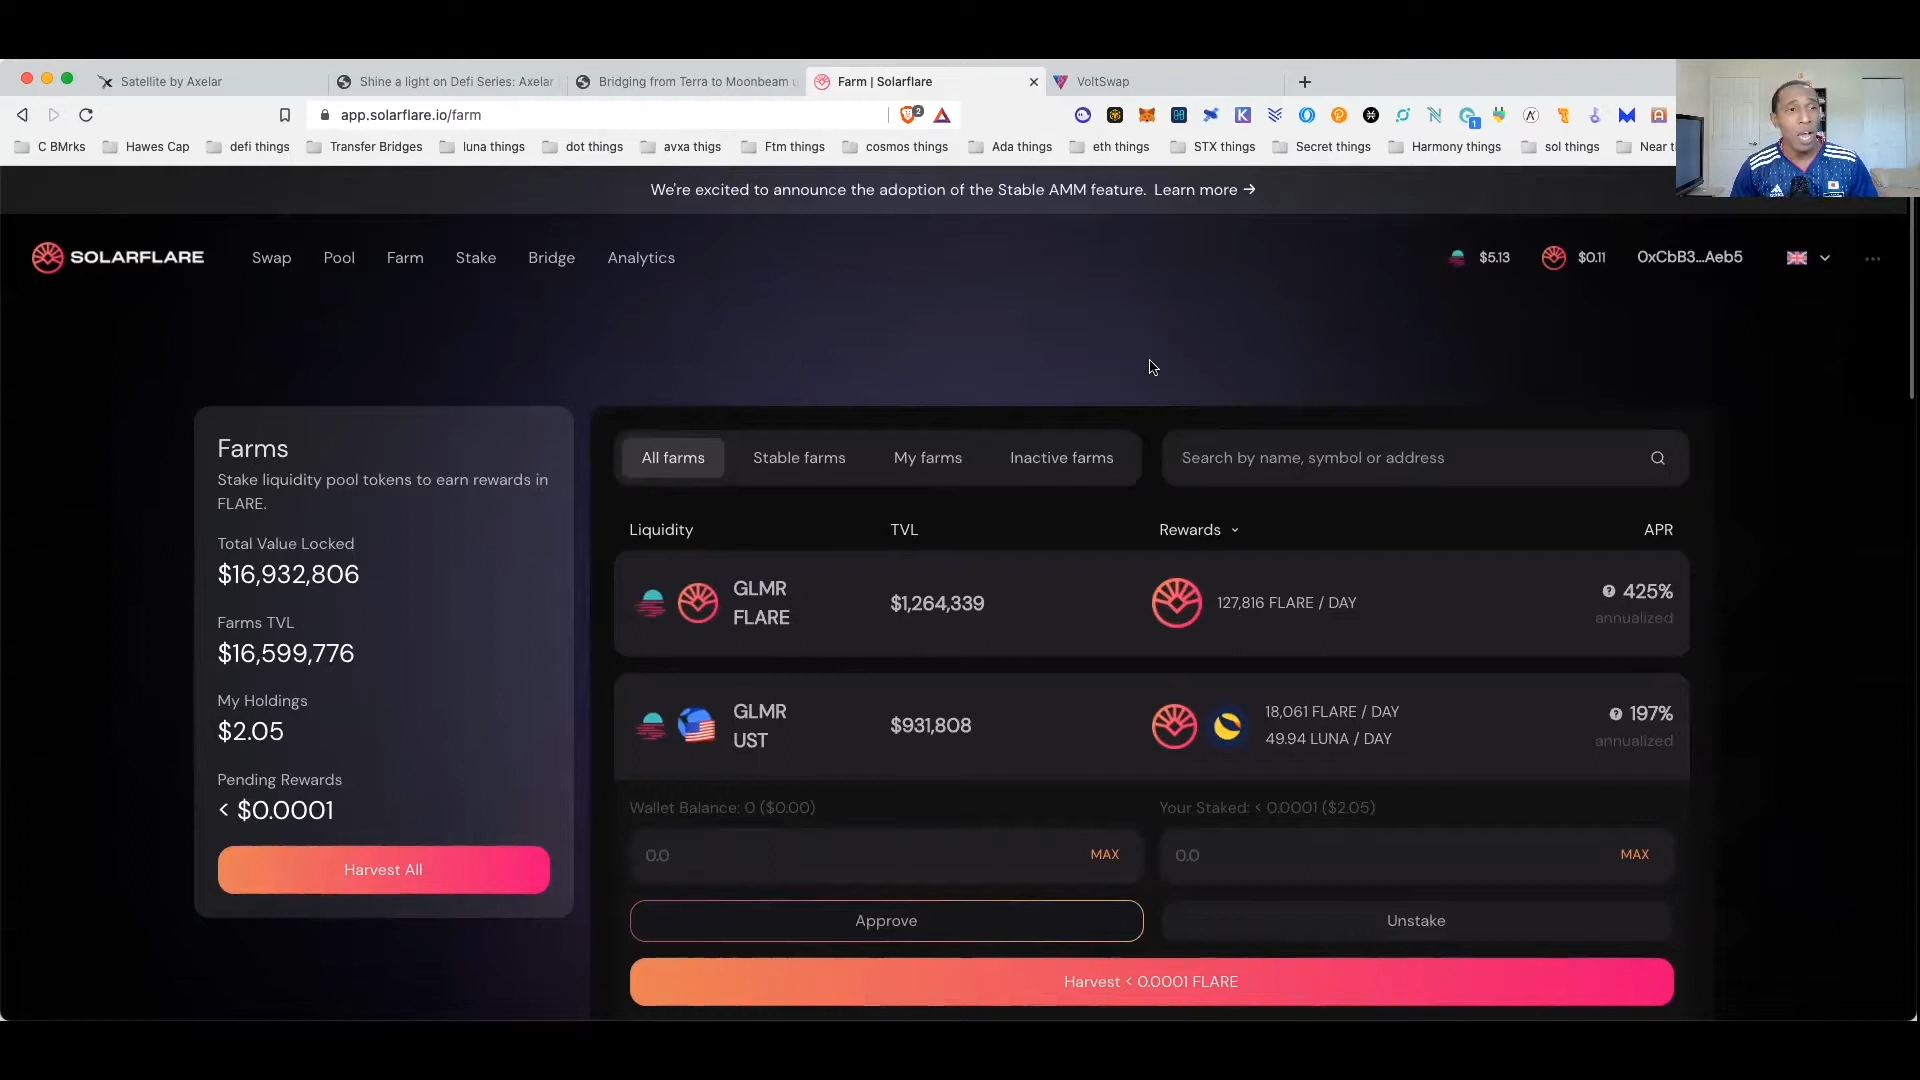 Satellite by Axelar
Shine a light on Defi Series: Axelar
Bridging from Terra to Moonbeam u
Farm | Solarflare
VoltSwap
app.solarflare.io/farm
2
1
C BMrks
Hawes Cap
defi things
Transfer Bridges
luna things
dot things
avxa thigs
Ftm things
cosmos things
Ada things
eth things
STX things
Secret things
Harmony things
sol things
Near t
We're excited to announce the adoption of the Stable AMM feature. Learn more →
SOLARFLARE
Swap
Pool
Farm
Stake
Bridge
Analytics
$5.13
$0.11
0xCbB3...Aeb5
Farms
Stake liquidity pool tokens to earn rewards in
FLARE.
Total Value Locked
$16,932,806
Farms TVL
$16,599,776
My Holdings
$2.05
Pending Rewards
< $0.0001
Harvest All
All farms
Stable farms
My farms
Inactive farms
Search by name, symbol or address
Liquidity
TVL
Rewards
APR
GLMR
FLARE
$1,264,339
127,816 FLARE / DAY
425%
annualized
GLMR
UST
$931,808
18,061 FLARE / DAY
49.94 LUNA / DAY
197%
annualized
Wallet Balance: 0 ($0.00)
Your Staked: < 0.0001 ($2.05)
0.0
MAX
0.0
MAX
Approve
Unstake
Harvest < 0.0001 FLARE